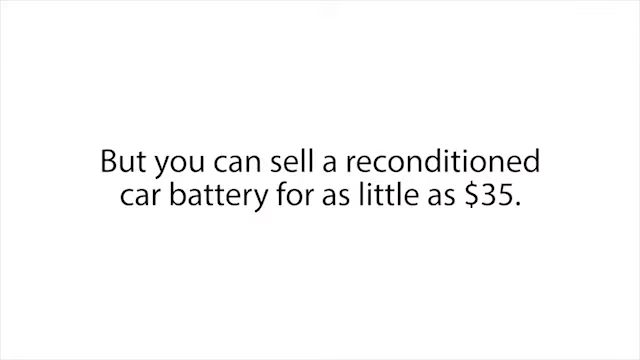 But you can sell a reconditioned
car battery for as little as $35.